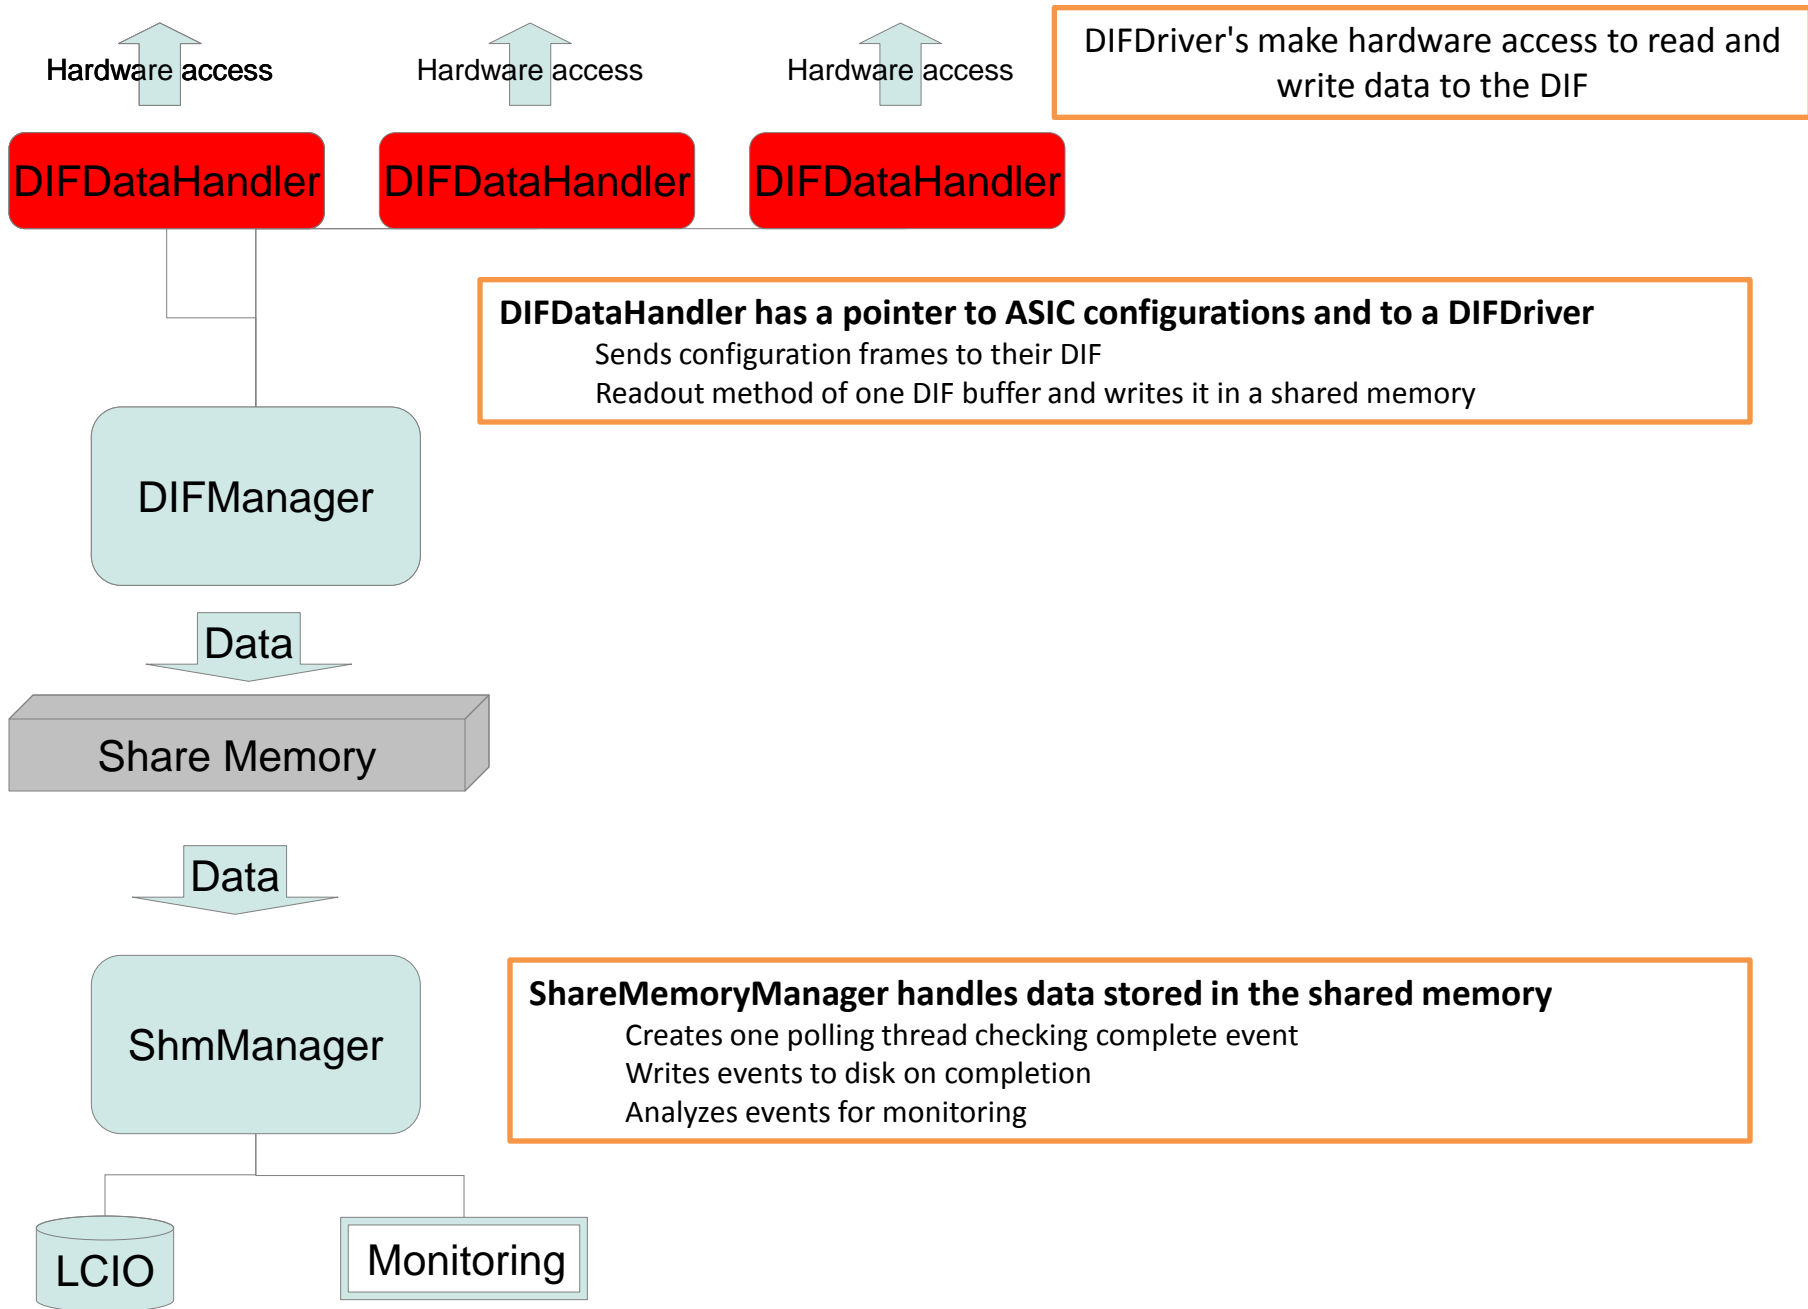 Hardware access
Hardware access
Hardware access
DIFDriver's make hardware access to read and
write data to the DIF
DIFDataHandler
DIFDataHandler
DIFDataHandler
DIFDataHandler has a pointer to ASIC configurations and to a DIFDriver
Sends configuration frames to their DIF
Readout method of one DIF buffer and writes it in a shared memory
DIFManager
Data
Share Memory
Data
ShmManager
ShareMemoryManager handles data stored in the shared memory
Creates one polling thread checking complete event
Writes events to disk on completion
Analyzes events for monitoring
LCIO
Monitoring